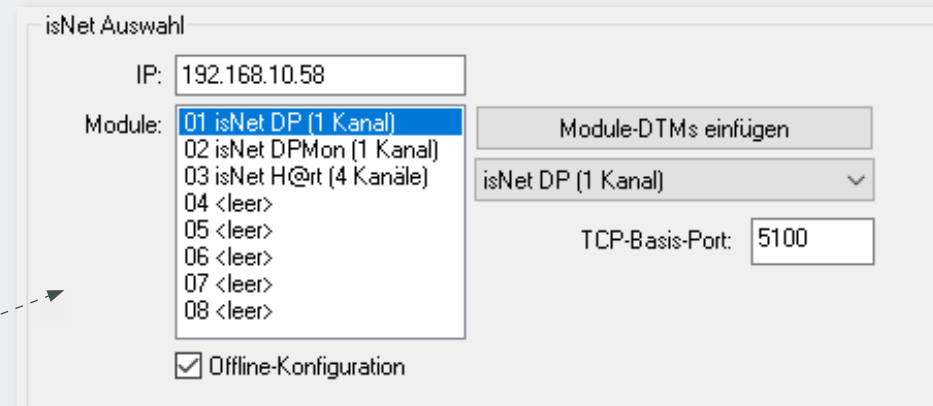 isNet Auswahl
IP: 192.168.10.58
Module: 01 isNet DP (1 Kanal)
02 isNet DPMon (1 Kanal)
03 isNet H@rt (4 Kanäle)
04 <leer>
05 <leer>
06 <leer>
07 <leer>
08 <leer>
Module-DTMs einfügen
isNet DP (1 Kanal)
TCP-Basis-Port: 5100
Offline-Konfiguration